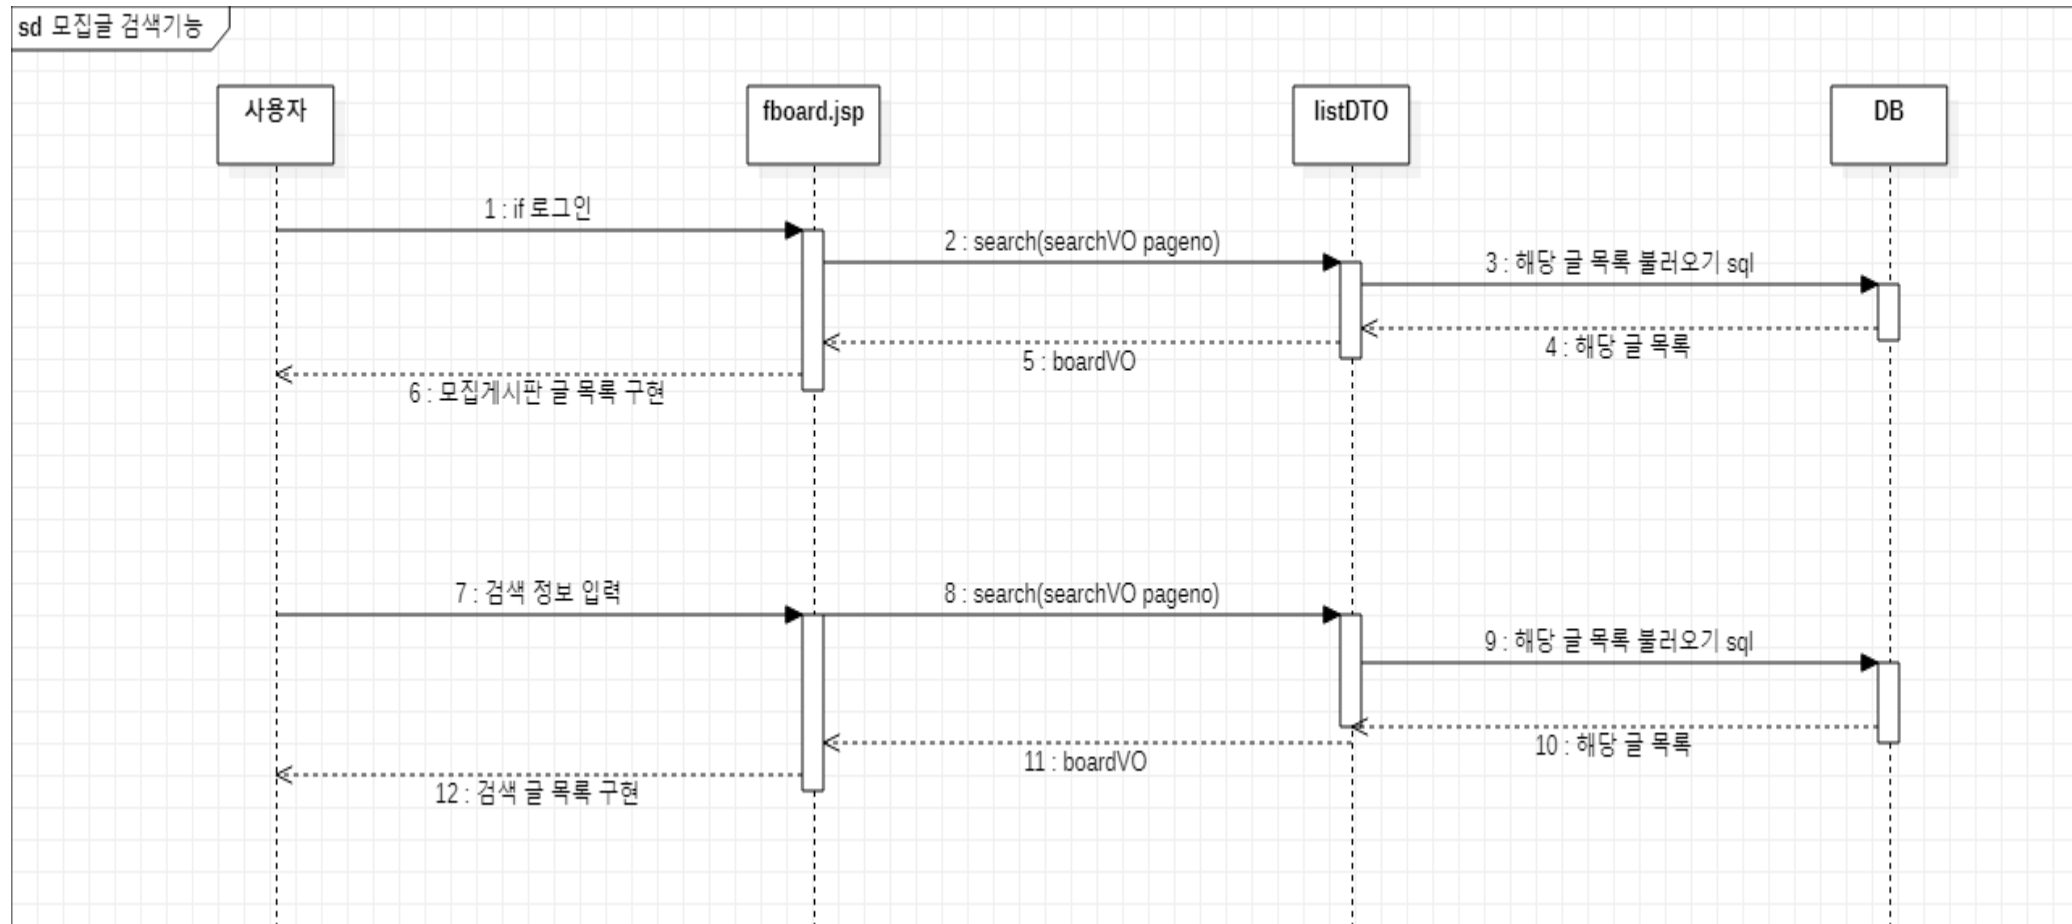 sd 모집글 검색기능
사용자
fboard.jsp
listDTO
DB
1 : if 로그인
2 : search(searchVO pageno)
3 : 해당 글 목록 불러오기 sql
4 : 해당 글 목록
5 : boardVO
6 : 모집게시판 글 목록 구현
7 : 검색 정보 입력
8 : search(searchVO pageno)
9 : 해당 글 목록 불러오기 sql
10 : 해당 글 목록
11 : boardVO
12 : 검색 글 목록 구현